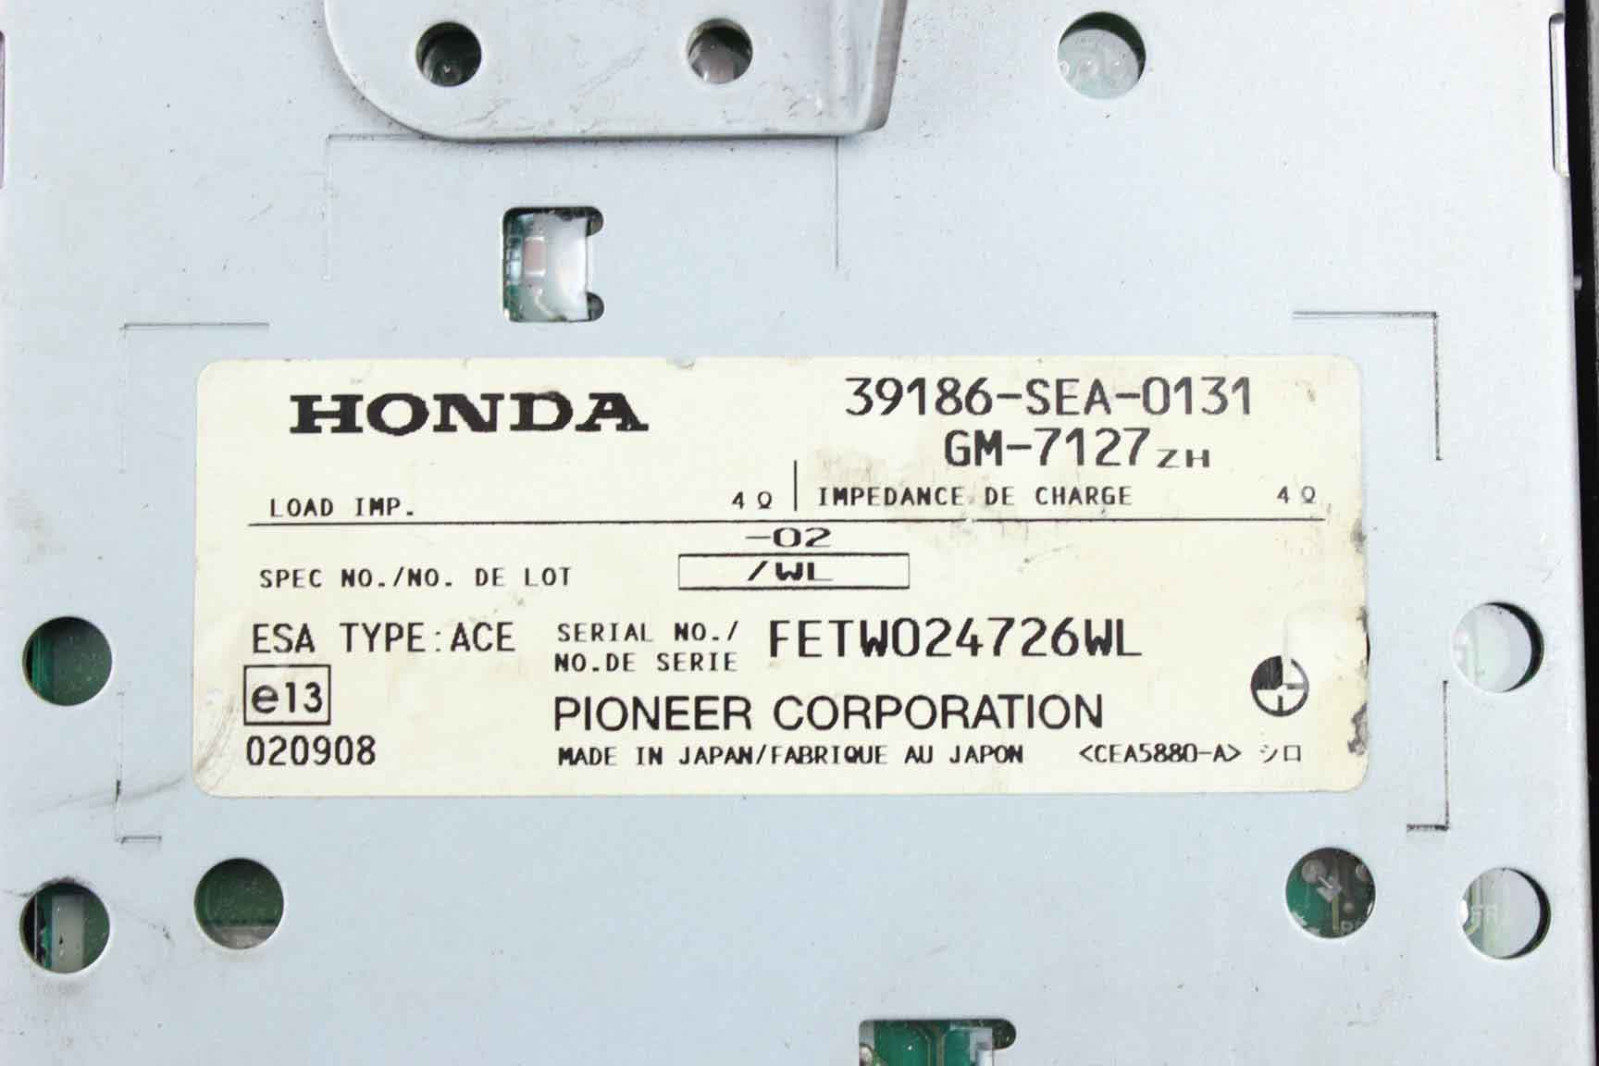 HONDA
39186-SEA-0131
GM-7127ZH
LOAD IMP. 4Ω | IMPEDANCE DE CHARGE 4Ω
-02
SPEC NO./NO. DE LOT /WL
ESA TYPE:ACE SERIAL NO./ FETW024726WL
NO.DE SERIE
e13
PIONEER CORPORATION
020908
MADE IN JAPAN/FABRIQUE AU JAPON <CEA5880-A> シロ